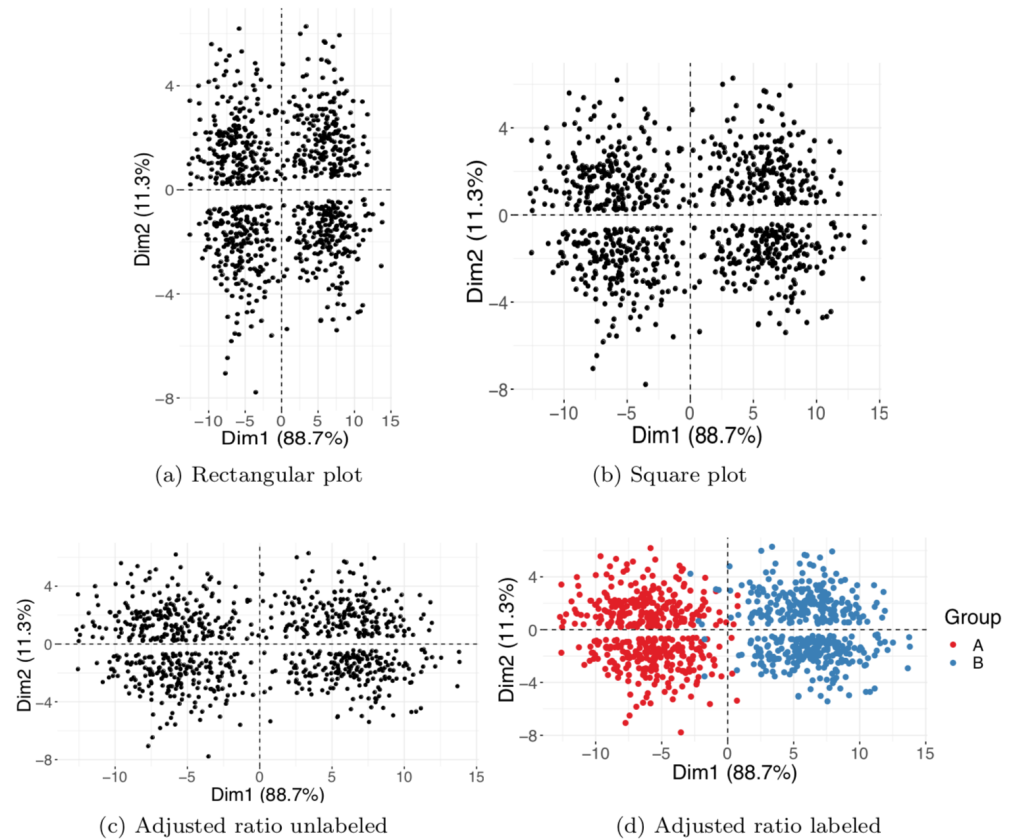 4
0
−4
−8
Dim2 (11.3%)
−10 −5 0 5 10 15
Dim1 (88.7%)
(a) Rectangular plot
4
0
−4
−8
Dim2 (11.3%)
−10 −5 0 5 10 15
Dim1 (88.7%)
(b) Square plot
4
0
−4
−8
Dim2 (11.3%)
−10 −5 0 5 10 15
Dim1 (88.7%)
(c) Adjusted ratio unlabeled
4
0
−4
−8
Dim2 (11.3%)
−10 −5 0 5 10 15
Dim1 (88.7%)
Group
A
B
(d) Adjusted ratio labeled